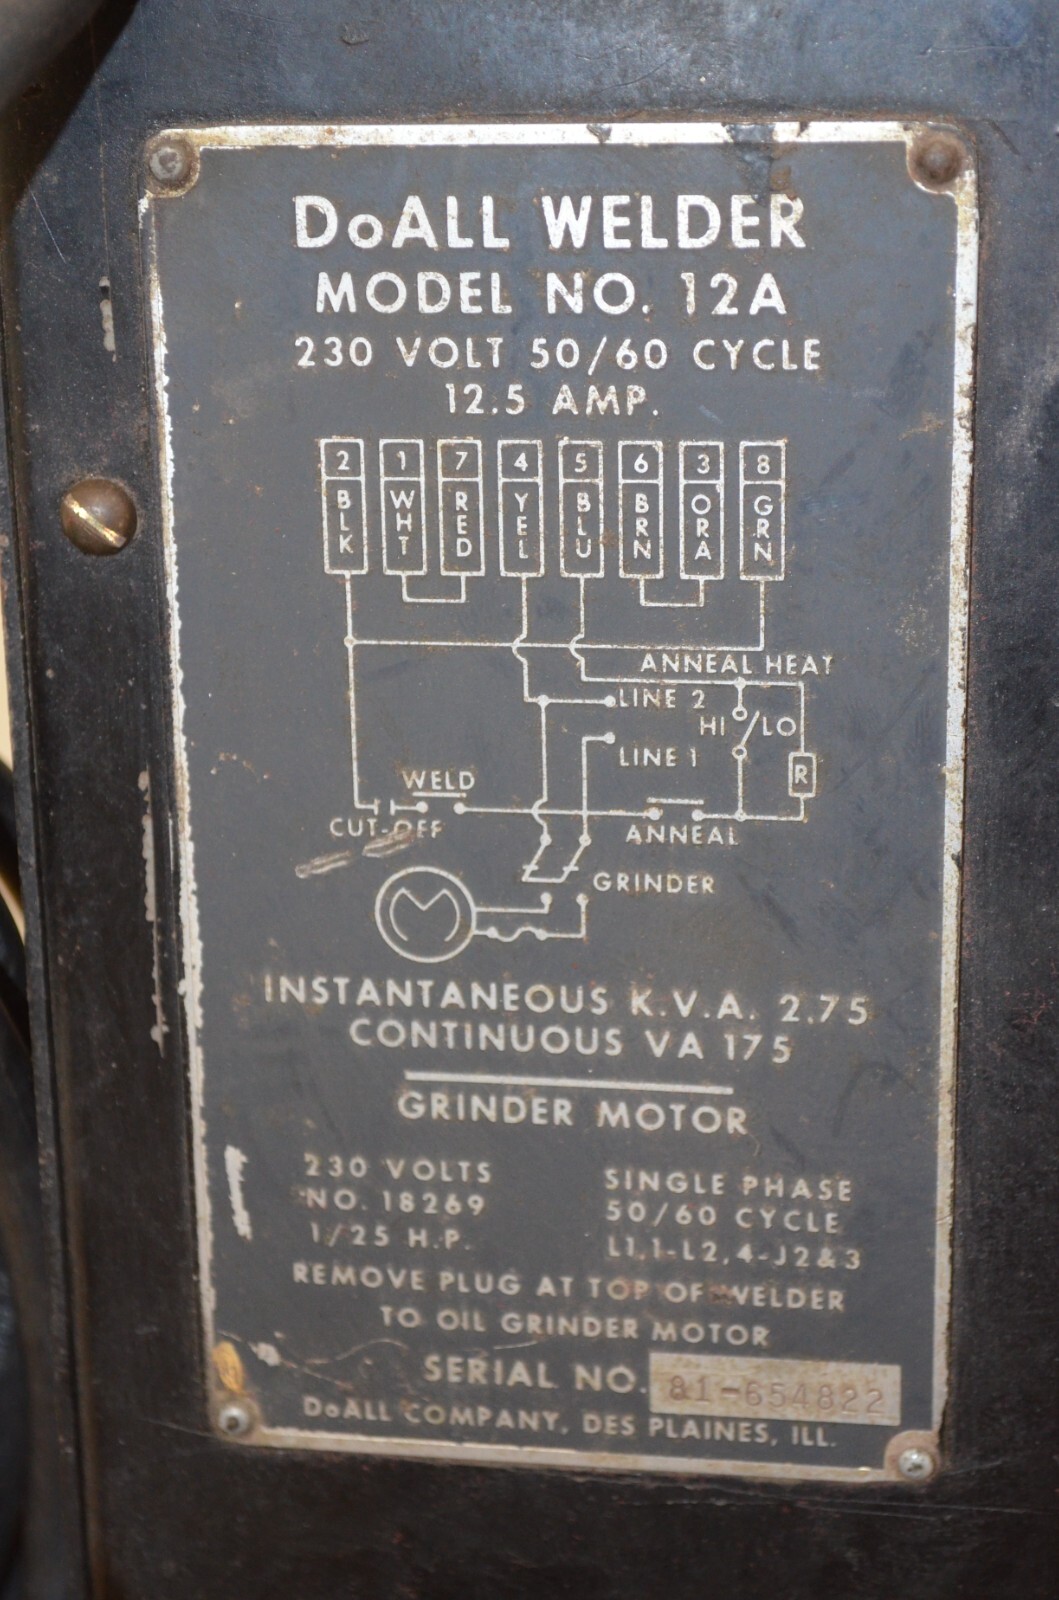 DoALL WELDER
MODEL NO. 12A
230 VOLT 50/60 CYCLE
12.5 AMP.
2 1 7 4 5 6 3 8
BLK WHT RED YEL BLU BRN ORA GRN
ANNEAL HEAT
LINE 2
HI LO
LINE 1
R
WELD
CUT-OFF
ANNEAL
GRINDER
M
INSTANTANEOUS K.V.A. 2.75
CONTINUOUS VA 175
GRINDER MOTOR
230 VOLTS SINGLE PHASE
NO. 18269 50/60 CYCLE
1/25 H.P. L1,1-L2,4-J2&3
REMOVE PLUG AT TOP OF WELDER
TO OIL GRINDER MOTOR
SERIAL NO. 81-654822
DoALL COMPANY, DES PLAINES, ILL.